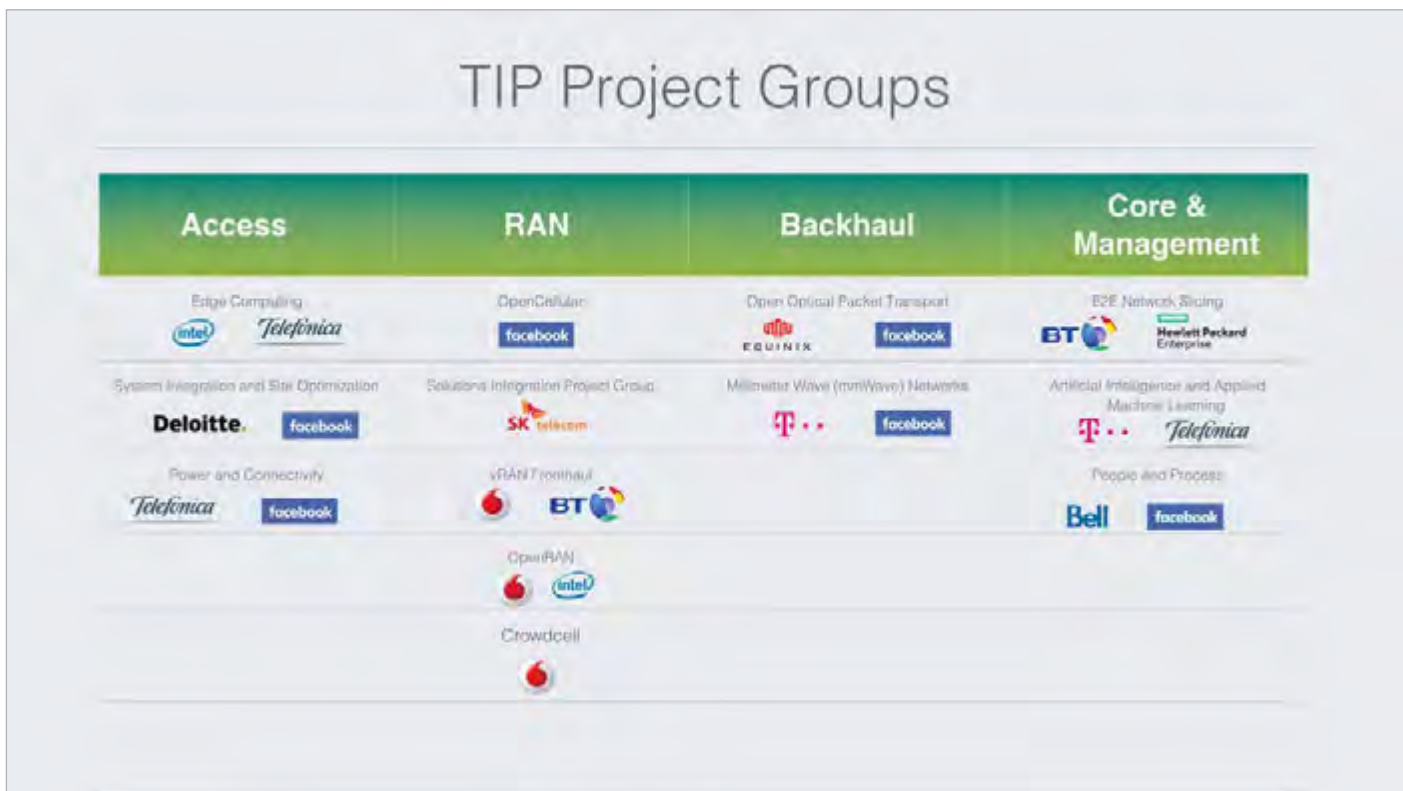 TIP Project Groups
Access
RAN
Backhaul
Core &
Management
Edge Computing
intel
Telefónica
OpenCellular
facebook
Open Optical Packet Transport
EQUINIX
facebook
E2E Network Slicing
BT
Hewlett Packard
Enterprise
System Integration and Site Optimization
Deloitte.
facebook
Solutions Integration Project Group
SK telecom
Millimeter Wave (mmWave) Networks
T
facebook
Artificial Intelligence and Applied
Machine Learning
T
Telefónica
Power and Connectivity
Telefónica
facebook
vRAN Fronthaul
BT
People and Process
Bell
facebook
OpenRAN
intel
Crowdcell